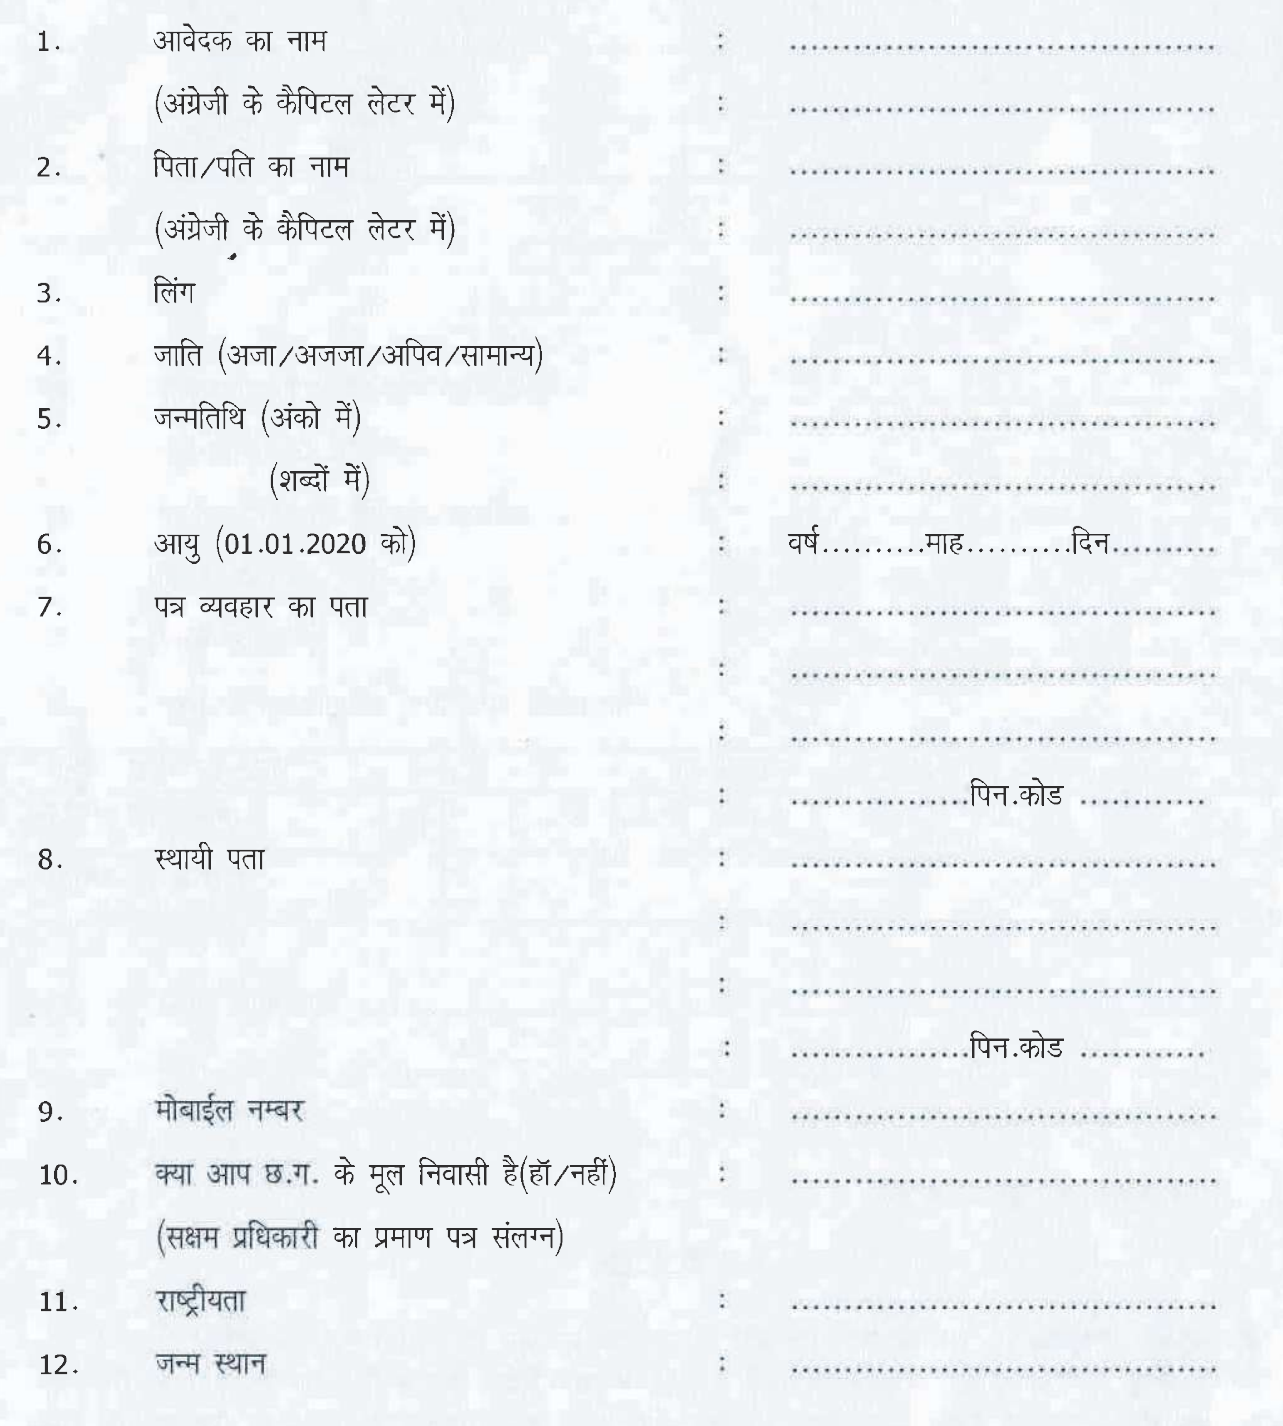 1. आवेदक का नाम : ........................................
(अंग्रेजी के कैपिटल लेटर में) : ........................................
2. पिता/पति का नाम : ........................................
(अंग्रेजी के कैपिटल लेटर में) : ........................................
3. लिंग : ........................................
4. जाति (अजा/अजजा/अपिव/सामान्य) : ........................................
5. जन्मतिथि (अंको में) : ........................................
(शब्दों में) : ........................................
6. आयु (01.01.2020 को) : वर्ष..........माह..........दिन..........
7. पत्र व्यवहार का पता : ........................................
: ........................................
: ........................................
: .................पिन.कोड ............
8. स्थायी पता : ........................................
: ........................................
: ........................................
: .................पिन.कोड ............
9. मोबाईल नम्बर : ........................................
10. क्या आप छ.ग. के मूल निवासी है(हॉ/नहीं) : ........................................
(सक्षम प्रधिकारी का प्रमाण पत्र संलग्न)
11. राष्ट्रीयता : ........................................
12. जन्म स्थान : ........................................